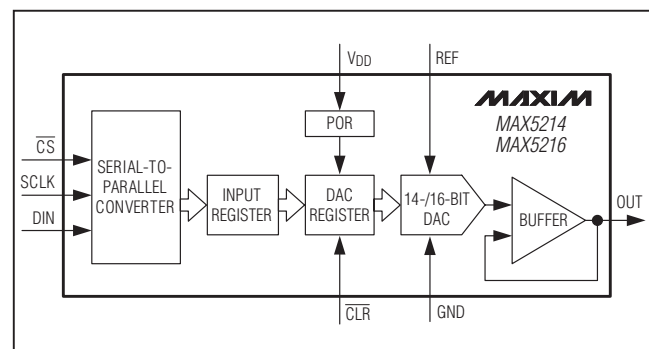 VDD
REF
MAXIM
MAX5214
MAX5216
POR
CS
SCLK
DIN
SERIAL-TO-
PARALLEL
CONVERTER
INPUT
REGISTER
DAC
REGISTER
14-/16-BIT
DAC
BUFFER
OUT
CLR
GND